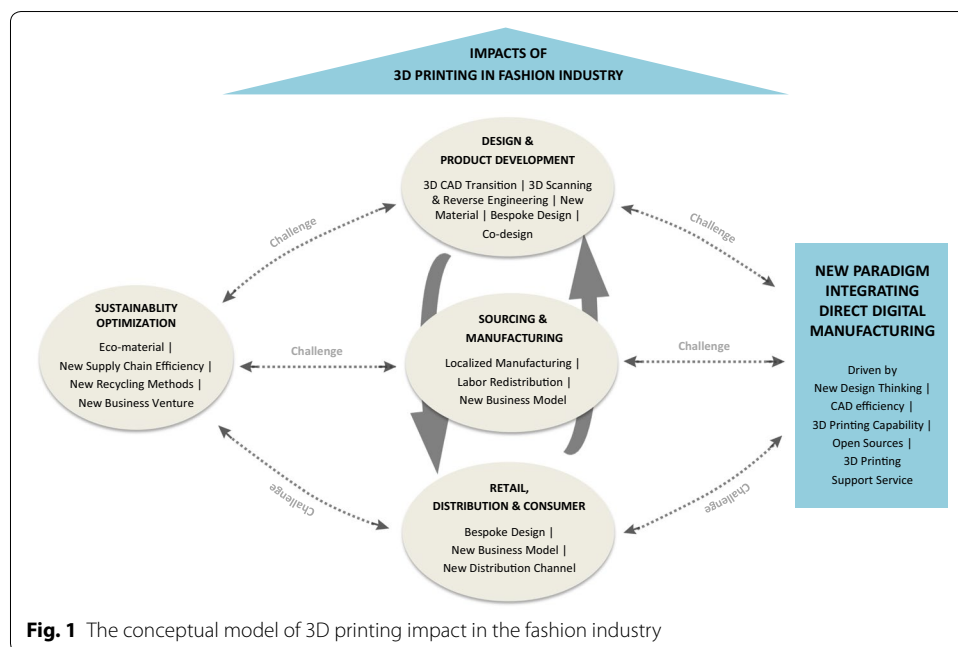 IMPACTS OF
3D PRINTING IN FASHION INDUSTRY
DESIGN &
PRODUCT DEVELOPMENT
3D CAD Transition | 3D Scanning
& Reverse Engineering | New
Material | Bespoke Design |
Co-design
Challenge
Challenge
SUSTAINABLITY
OPTIMIZATION
Eco-material |
New Supply Chain Efficiency |
New Recycling Methods |
New Business Venture
Challenge
SOURCING &
MANUFACTURING
Localized Manufacturing |
Labor Redistribution |
New Business Model
Challenge
NEW PARADIGM
INTEGRATING
DIRECT DIGITAL
MANUFACTURING
Driven by
New Design Thinking |
CAD efficiency |
3D Printing Capability |
Open Sources |
3D Printing
Support Service
Challenge
RETAIL,
DISTRIBUTION & CONSUMER
Bespoke Design |
New Business Model |
New Distribution Channel
Challenge
Fig. 1 The conceptual model of 3D printing impact in the fashion industry